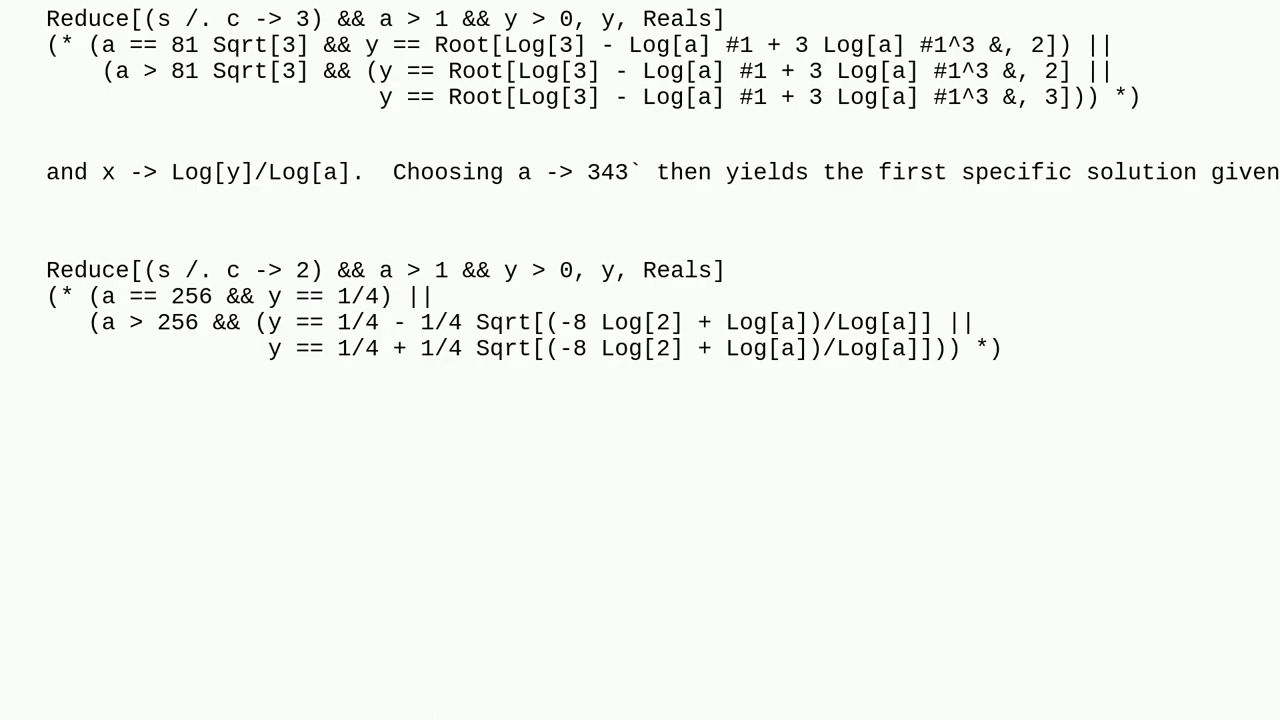 Reduce[(s /. c -> 3) && a > 1 && y > 0, y, Reals]
(* (a == 81 Sqrt[3] && y == Root[Log[3] - Log[a] #1 + 3 Log[a] #1^3 &, 2]) ||
(a > 81 Sqrt[3] && (y == Root[Log[3] - Log[a] #1 + 3 Log[a] #1^3 &, 2] ||
y == Root[Log[3] - Log[a] #1 + 3 Log[a] #1^3 &, 3])) *)
and x -> Log[y]/Log[a].  Choosing a -> 343` then yields the first specific solution given
Reduce[(s /. c -> 2) && a > 1 && y > 0, y, Reals]
(* (a == 256 && y == 1/4) ||
(a > 256 && (y == 1/4 - 1/4 Sqrt[(-8 Log[2] + Log[a])/Log[a]] ||
y == 1/4 + 1/4 Sqrt[(-8 Log[2] + Log[a])/Log[a]])) *)